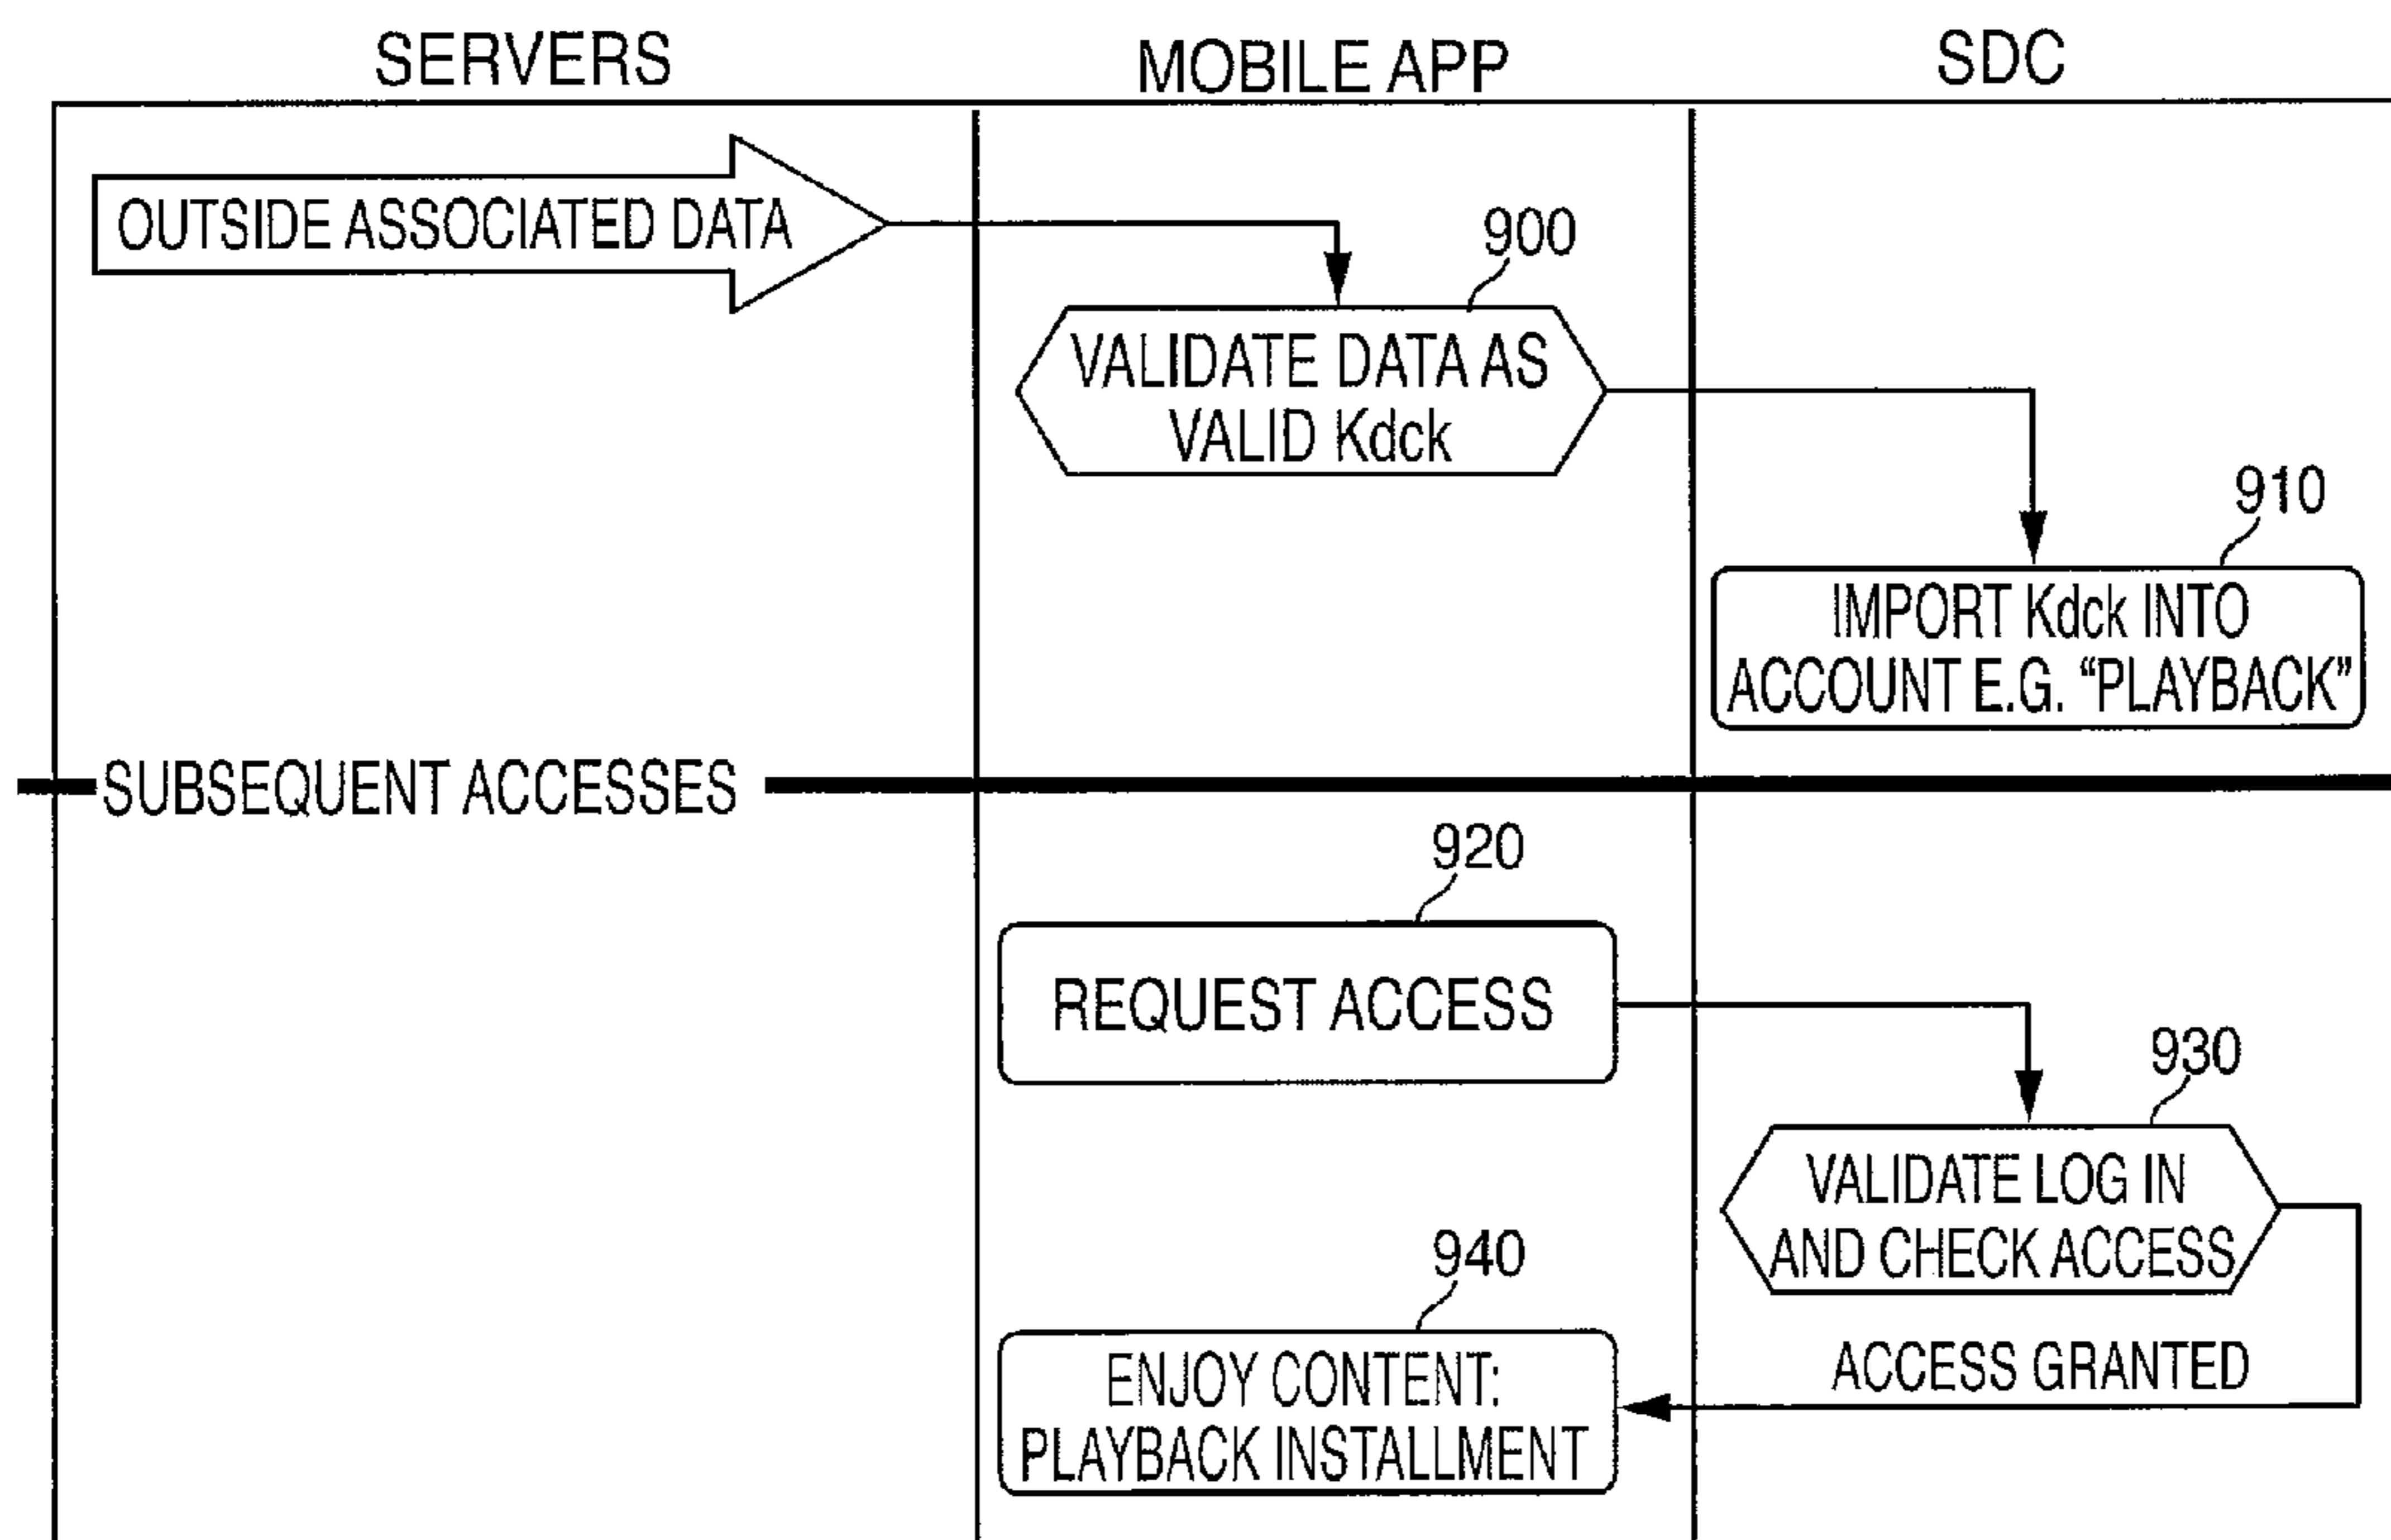 SERVERS
MOBILE APP
SDC
OUTSIDE ASSOCIATED DATA
900
VALIDATE DATA AS
VALID Kdck
910
IMPORT Kdck INTO
ACCOUNT E.G. “PLAYBACK”
SUBSEQUENT ACCESSES
920
REQUEST ACCESS
930
VALIDATE LOG IN
AND CHECK ACCESS
ACCESS GRANTED
940
ENJOY CONTENT:
PLAYBACK INSTALLMENT